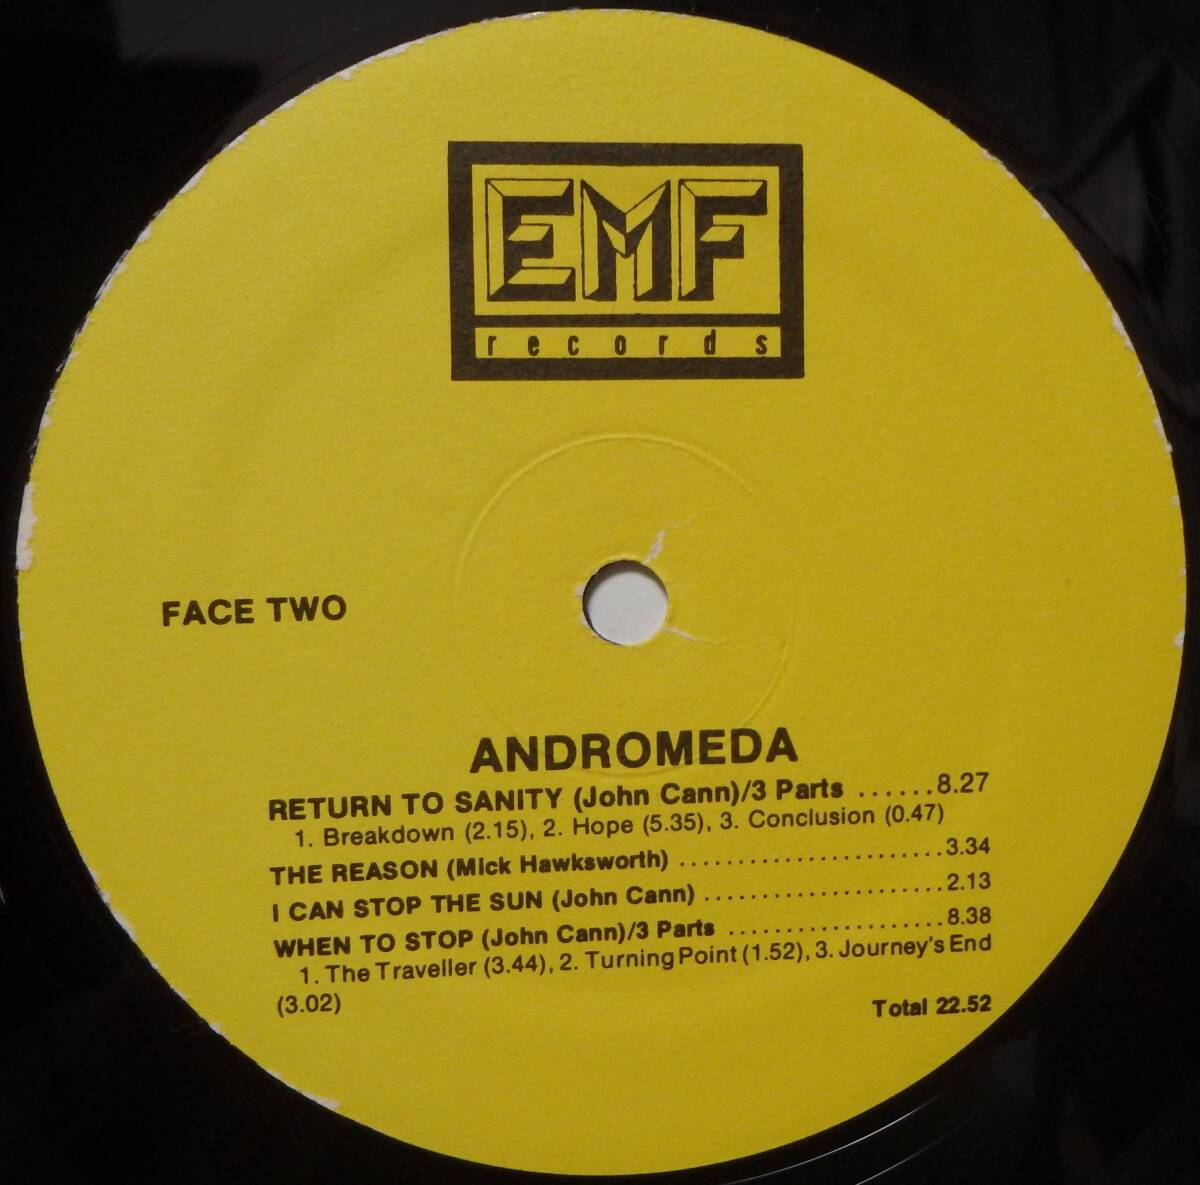 EMF
records
FACE TWO
ANDROMEDA
RETURN TO SANITY (John Cann)/3 Parts ......8.27
1. Breakdown (2.15), 2. Hope (5.35), 3. Conclusion (0.47)
THE REASON (Mick Hawksworth) .......................3.34
I CAN STOP THE SUN (John Cann) .....................2.13
WHEN TO STOP (John Cann)/3 Parts ...................8.38
1. The Traveller (3.44), 2. Turning Point (1.52), 3. Journey's End
(3.02)
Total 22.52